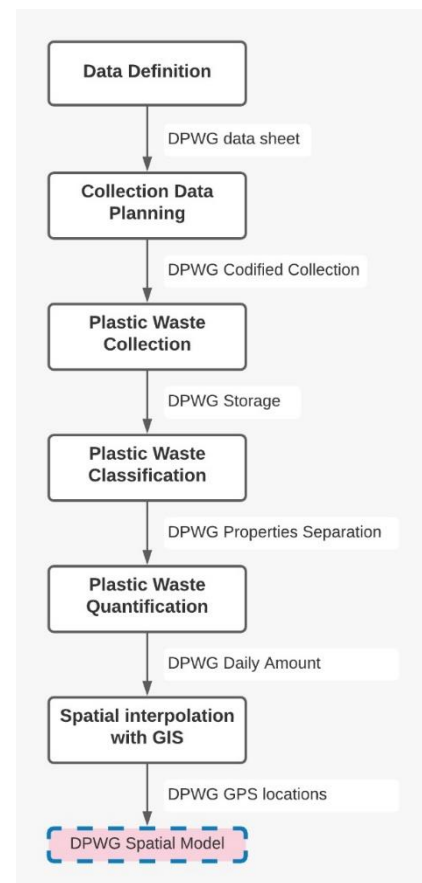 Data Definition
DPWG data sheet
Collection Data
Planning
DPWG Codified Collection
Plastic Waste
Collection
DPWG Storage
Plastic Waste
Classification
DPWG Properties Separation
Plastic Waste
Quantification
DPWG Daily Amount
Spatial interpolation
with GIS
DPWG GPS locations
DPWG Spatial Model